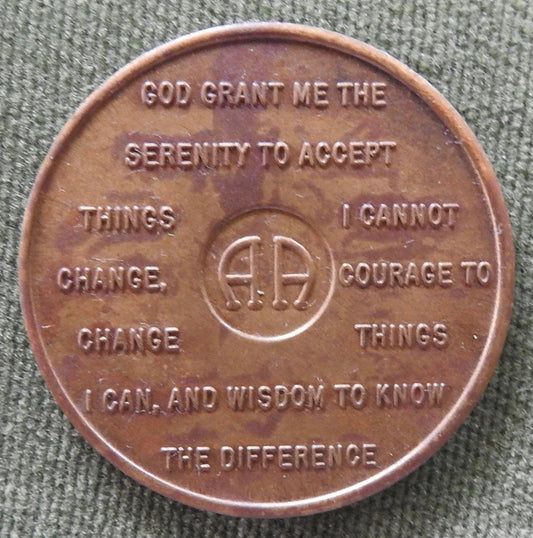 GOD GRANT ME THE
SERENITY TO ACCEPT
THINGS I CANNOT
CHANGE, AA COURAGE TO
CHANGE THINGS
I CAN, AND WISDOM TO KNOW
THE DIFFERENCE